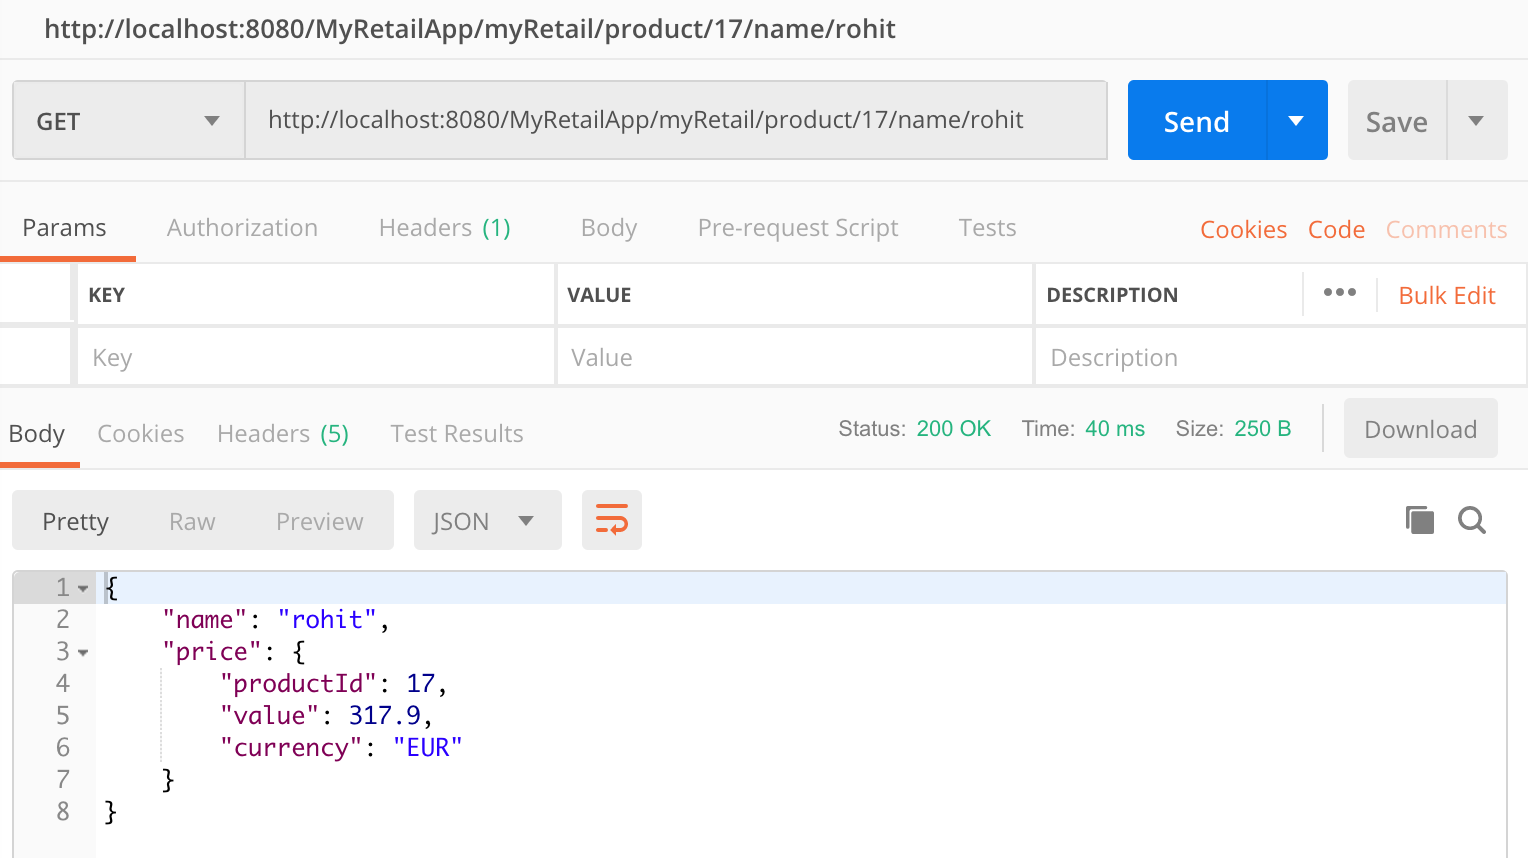 http://localhost:8080/MyRetailApp/myRetail/product/17/name/rohit
GET http://localhost:8080/MyRetailApp/myRetail/product/17/name/rohit Send Save
Params Authorization Headers (1) Body Pre-request Script Tests Cookies Code Comments
KEY VALUE DESCRIPTION ••• Bulk Edit
Key Value Description
Body Cookies Headers (5) Test Results Status: 200 OK Time: 40 ms Size: 250 B Download
Pretty Raw Preview JSON
1 {
2 "name": "rohit",
3 "price": {
4 "productId": 17,
5 "value": 317.9,
6 "currency": "EUR"
7 }
8 }